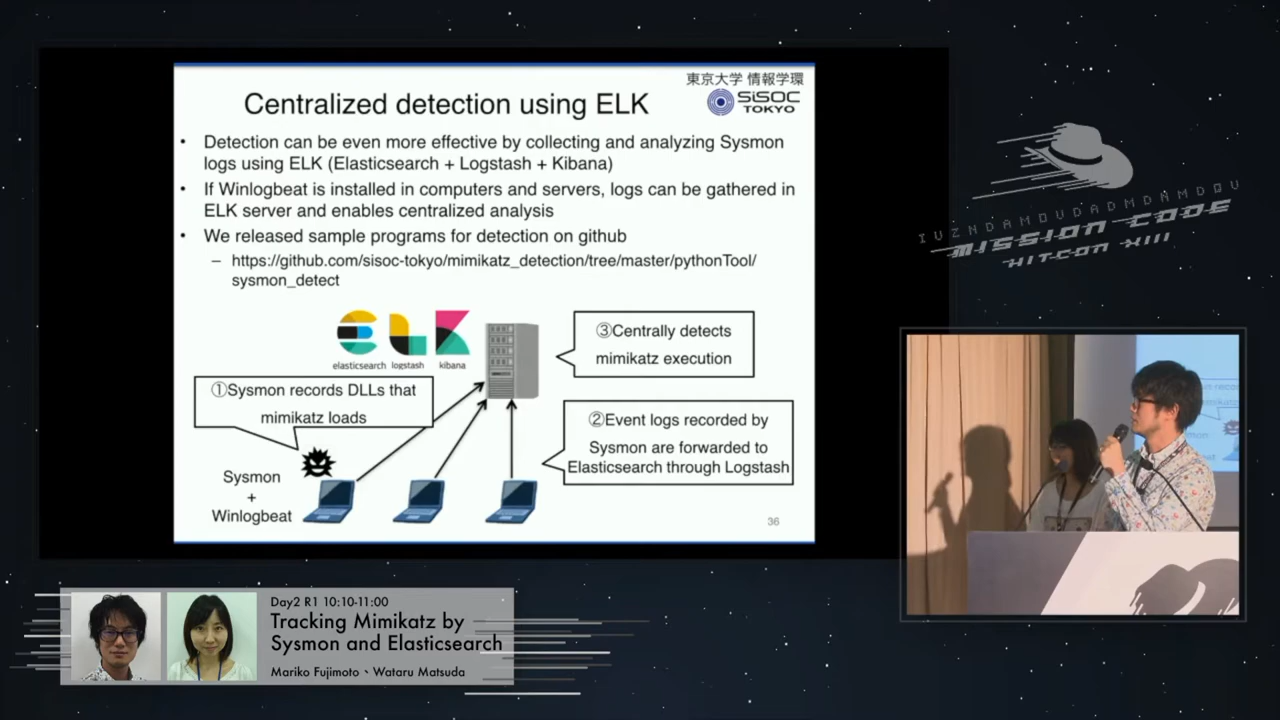 東京大学 情報学環
SiSOC
TOKYO
Centralized detection using ELK
• Detection can be even more effective by collecting and analyzing Sysmon
logs using ELK (Elasticsearch + Logstash + Kibana)
• If Winlogbeat is installed in computers and servers, logs can be gathered in
ELK server and enables centralized analysis
• We released sample programs for detection on github
– https://github.com/sisoc-tokyo/mimikatz_detection/tree/master/pythonTool/
sysmon_detect
elasticsearch logstash kibana
③Centrally detects
mimikatz execution
①Sysmon records DLLs that
mimikatz loads
②Event logs recorded by
Sysmon are forwarded to
Elasticsearch through Logstash
Sysmon
+
Winlogbeat
36
MISSION CODE
HITCON XIII
Day2 R1 10:10-11:00
Tracking Mimikatz by
Sysmon and Elasticsearch
Mariko Fujimoto、Wataru Matsuda